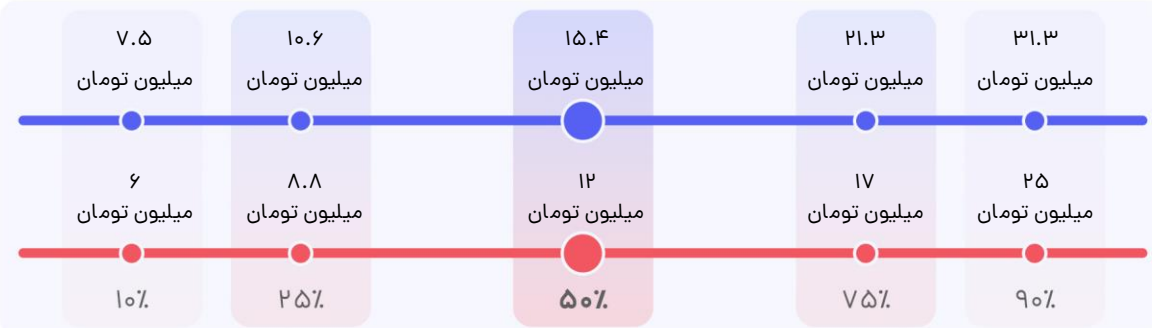 ۷.۵
میلیون تومان
۱۰.۶
میلیون تومان
۱۵.۴
میلیون تومان
۲۱.۳
میلیون تومان
۳۱.۳
میلیون تومان
۶
میلیون تومان
۸.۸
میلیون تومان
۱۲
میلیون تومان
۱۷
میلیون تومان
۲۵
میلیون تومان
۱۰٪
۲۵٪
۵۰٪
۷۵٪
۹۰٪